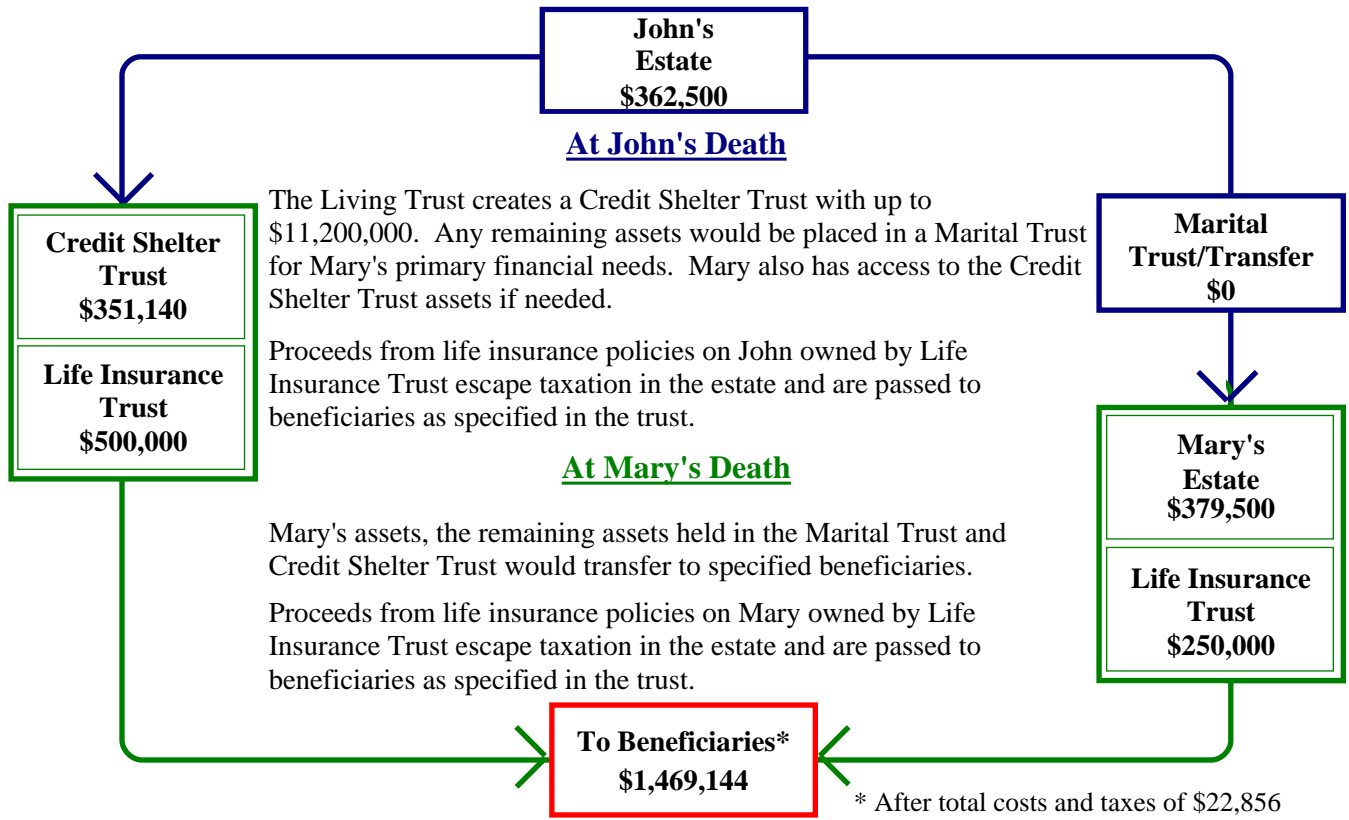 John's
Estate
$362,500
At John's Death
The Living Trust creates a Credit Shelter Trust with up to
$11,200,000.  Any remaining assets would be placed in a Marital Trust
for Mary's primary financial needs.  Mary also has access to the Credit
Shelter Trust assets if needed.
Proceeds from life insurance policies on John owned by Life
Insurance Trust escape taxation in the estate and are passed to
beneficiaries as specified in the trust.
Credit Shelter
Trust
$351,140
Life Insurance
Trust
$500,000
Marital
Trust/Transfer
$0
At Mary's Death
Mary's assets, the remaining assets held in the Marital Trust and
Credit Shelter Trust would transfer to specified beneficiaries.
Proceeds from life insurance policies on Mary owned by Life
Insurance Trust escape taxation in the estate and are passed to
beneficiaries as specified in the trust.
Mary's
Estate
$379,500
Life Insurance
Trust
$250,000
To Beneficiaries*
$1,469,144
* After total costs and taxes of $22,856